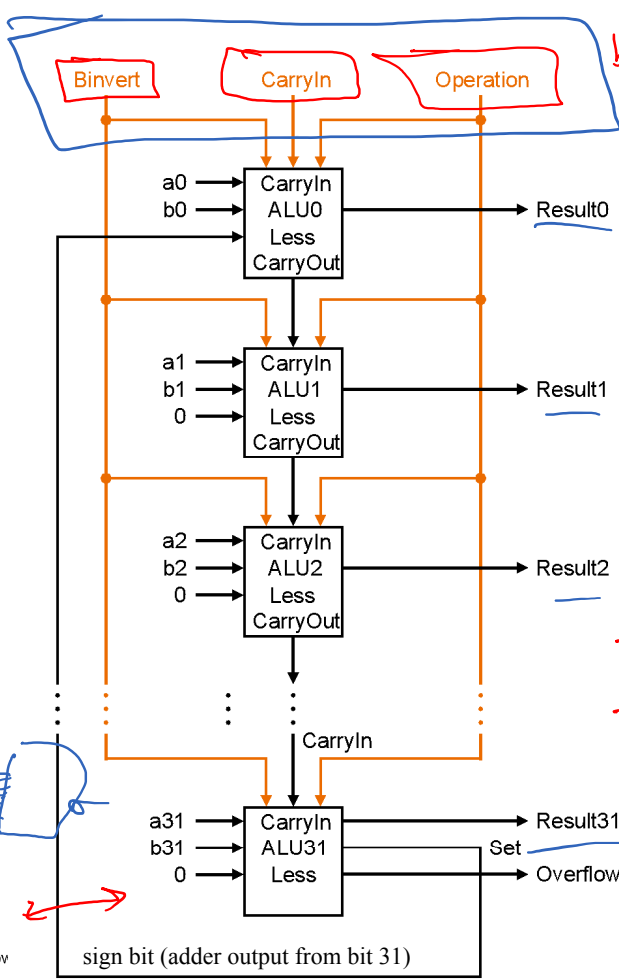 Binvert CarryIn Operation
a0 CarryIn
b0 ALU0 Result0
Less
CarryOut
a1 CarryIn
b1 ALU1 Result1
0 Less
CarryOut
a2 CarryIn
b2 ALU2 Result2
0 Less
CarryOut
CarryIn
a31 CarryIn Result31
b31 ALU31 Set
0 Less Overflow
sign bit (adder output from bit 31)